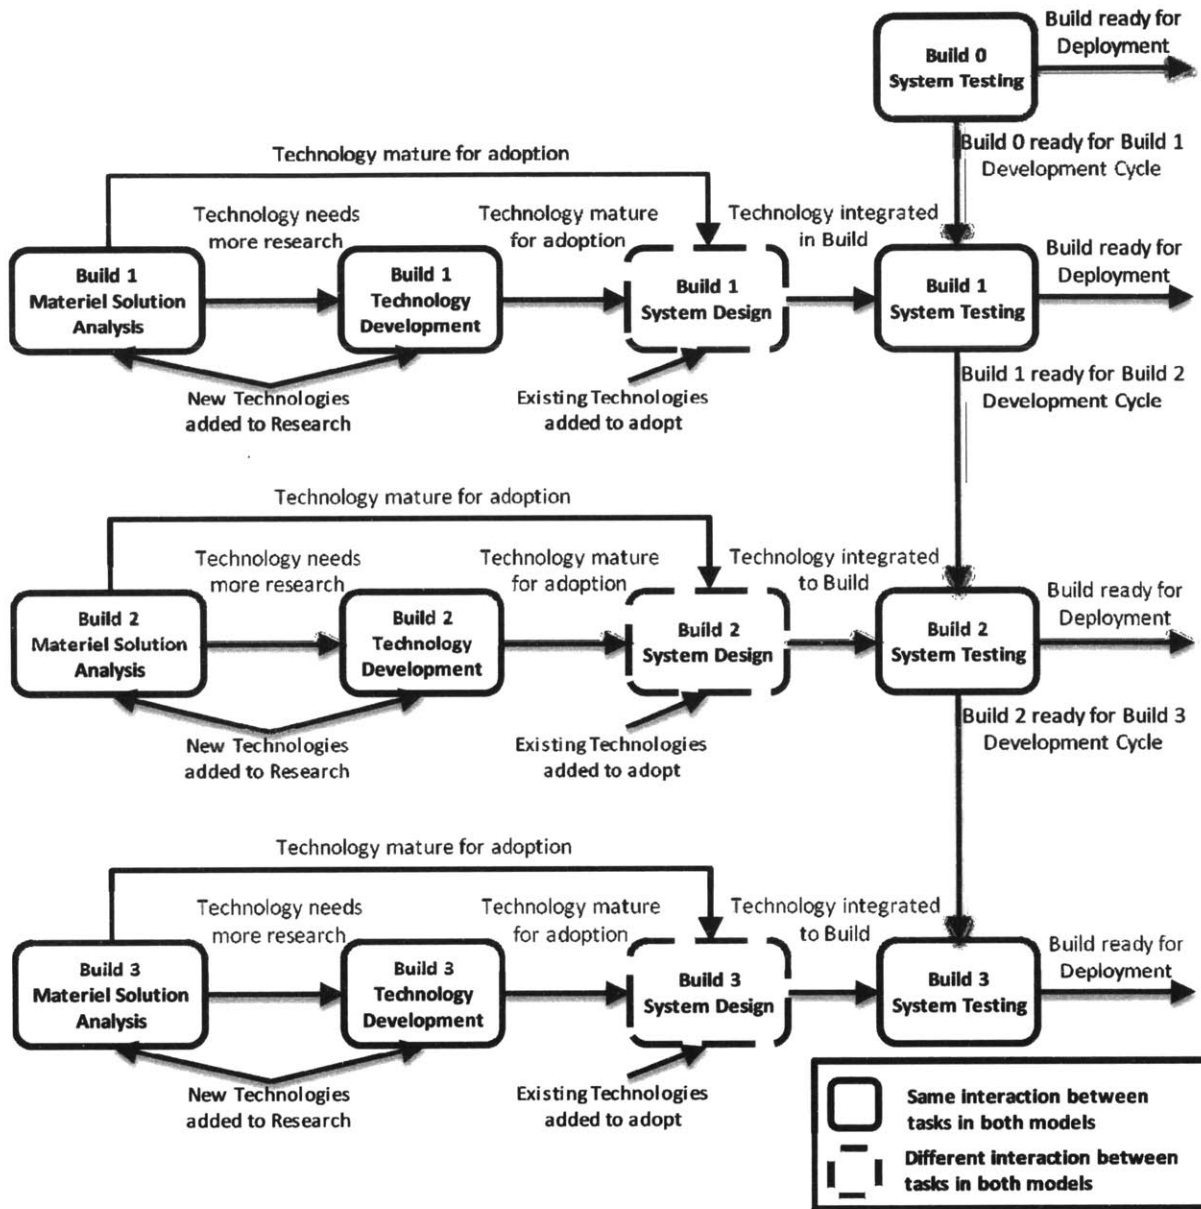 Build ready for
Deployment
Build 0
System Testing
Build 0 ready for Build 1
Development Cycle
Technology mature for adoption
Technology needs
more research
Technology mature
for adoption
Technology integrated
in Build
Build ready for
Deployment
Build 1
Materiel Solution
Analysis
Build 1
Technology
Development
Build 1
System Design
Build 1
System Testing
New Technologies
added to Research
Existing Technologies
added to adopt
Build 1 ready for Build 2
Development Cycle
Technology mature for adoption
Technology needs
more research
Technology mature
for adoption
Technology integrated
to Build
Build ready for
Deployment
Build 2
Materiel Solution
Analysis
Build 2
Technology
Development
Build 2
System Design
Build 2
System Testing
New Technologies
added to Research
Existing Technologies
added to adopt
Build 2 ready for Build 3
Development Cycle
Technology mature for adoption
Technology needs
more research
Technology mature
for adoption
Technology integrated
to Build
Build ready for
Deployment
Build 3
Materiel Solution
Analysis
Build 3
Technology
Development
Build 3
System Design
Build 3
System Testing
New Technologies
added to Research
Existing Technologies
added to adopt
Same interaction between
tasks in both models
Different interaction between
tasks in both models